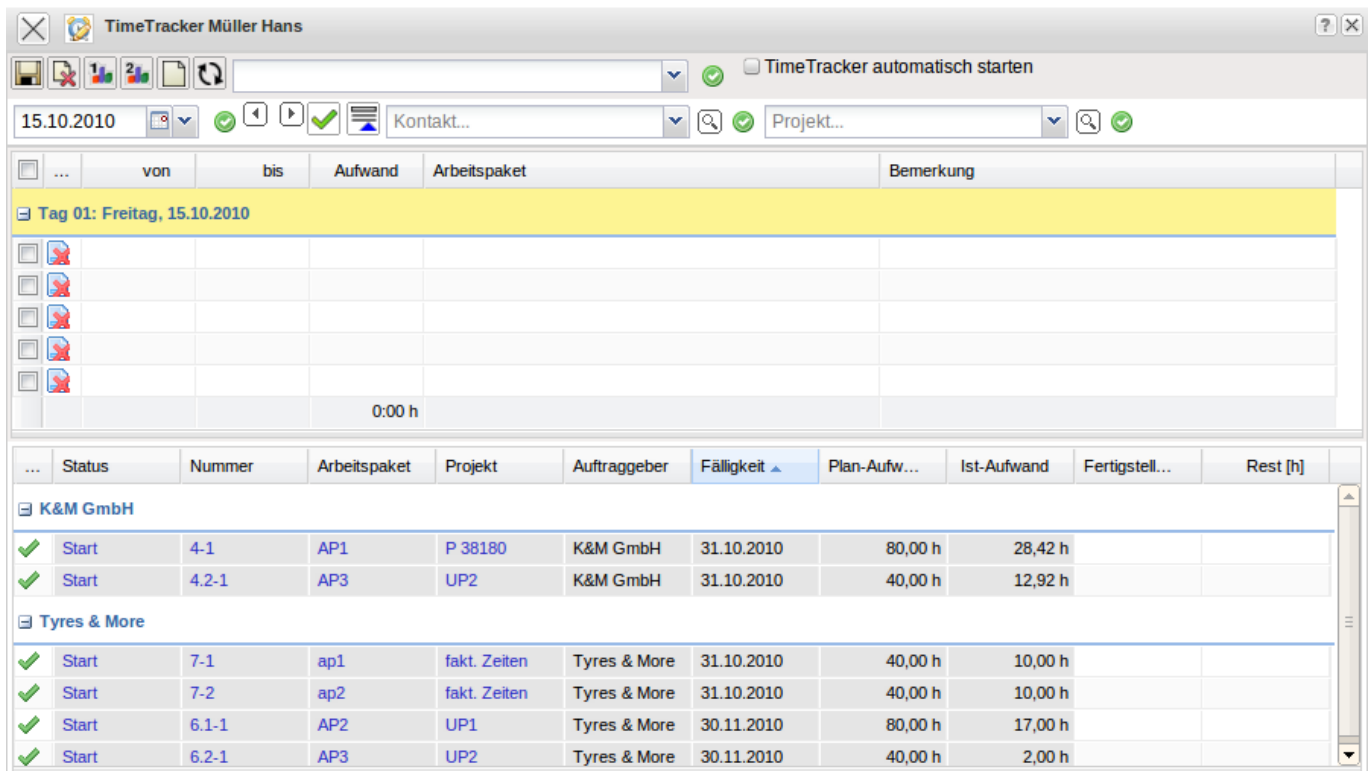 TimeTracker Müller Hans
TimeTracker automatisch starten
15.10.2010 Kontakt... Projekt...
... von bis Aufwand Arbeitspaket Bemerkung
Tag 01: Freitag, 15.10.2010
0:00 h
... Status Nummer Arbeitspaket Projekt Auftraggeber Fälligkeit Plan-Aufw... Ist-Aufwand Fertigstell... Rest [h]
K&M GmbH
Start 4-1 AP1 P 38180 K&M GmbH 31.10.2010 80,00 h 28,42 h
Start 4.2-1 AP3 UP2 K&M GmbH 31.10.2010 40,00 h 12,92 h
Tyres & More
Start 7-1 ap1 fakt. Zeiten Tyres & More 31.10.2010 40,00 h 10,00 h
Start 7-2 ap2 fakt. Zeiten Tyres & More 31.10.2010 40,00 h 10,00 h
Start 6.1-1 AP2 UP1 Tyres & More 30.11.2010 80,00 h 17,00 h
Start 6.2-1 AP3 UP2 Tyres & More 30.11.2010 40,00 h 2,00 h